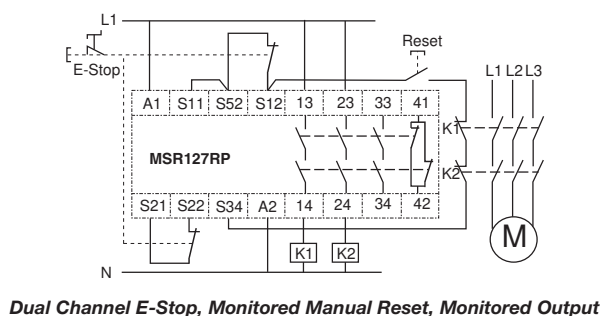 L1
Reset
E-Stop
L1 L2 L3
A1 S11 S52 S12 13 23 33 41
K1
MSR127RP
K2
S21 S22 S34 A2 14 24 34 42
K1 K2
M
N
Dual Channel E-Stop, Monitored Manual Reset, Monitored Output